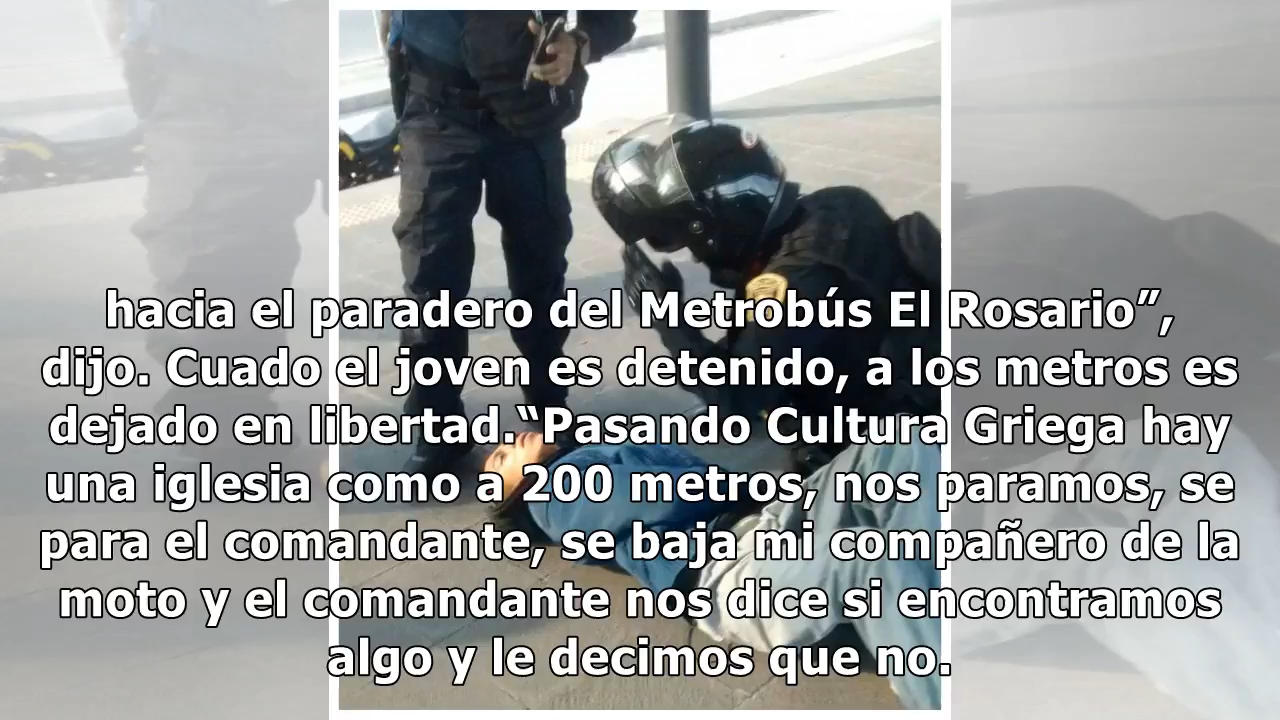 hacia el paradero del Metrobús El Rosario”,
dijo. Cuado el joven es detenido, a los metros es
dejado en libertad.“Pasando Cultura Griega hay
una iglesia como a 200 metros, nos paramos, se
para el comandante, se baja mi compañero de la
moto y el comandante nos dice si encontramos
algo y le decimos que no.